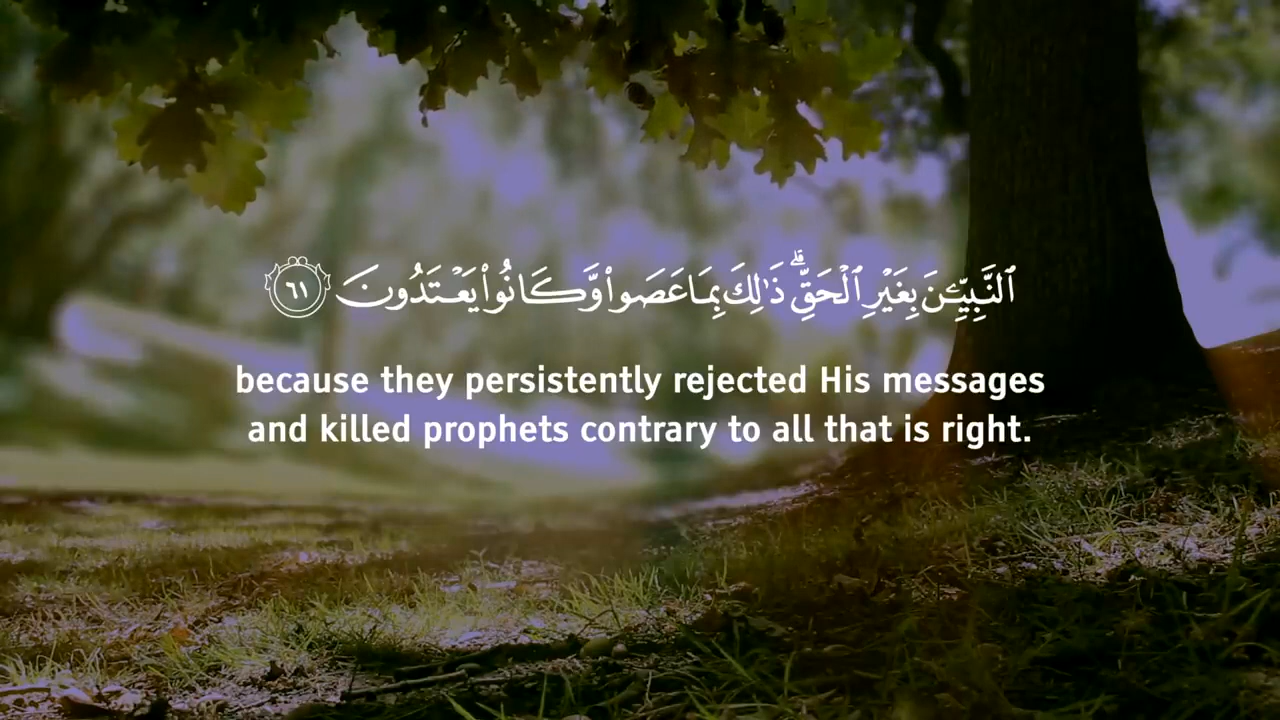 ٱلنَّبِيِّـۧنَ بِغَيْرِ ٱلْحَقِّ ۗ ذَٰلِكَ بِمَا عَصَوا۟ وَّكَانُوا۟ يَعْتَدُونَ ٦١
because they persistently rejected His messages
and killed prophets contrary to all that is right.